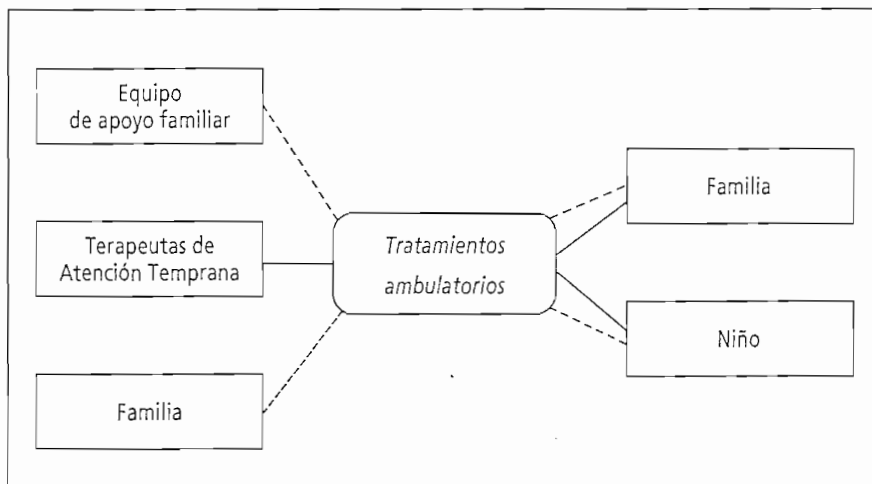 Equipo
de apoyo familiar
Terapeutas de
Atención Temprana
Familia
Tratamientos
ambulatorios
Familia
Niño